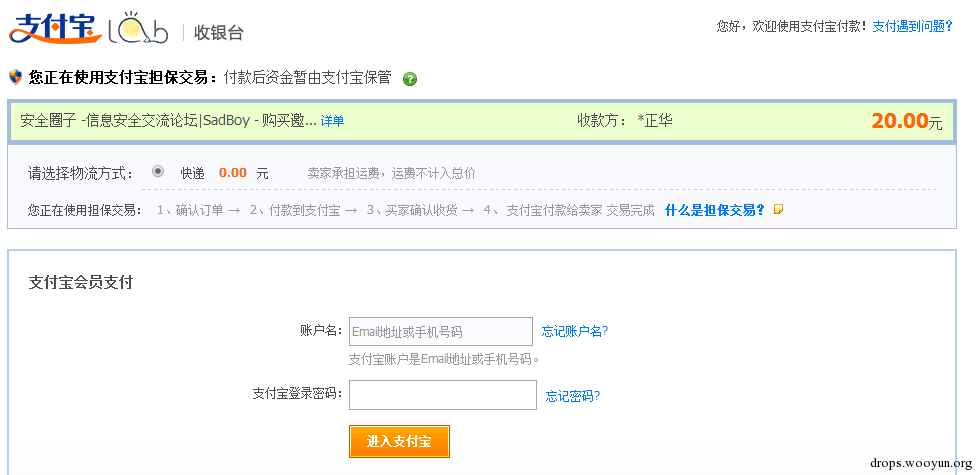 支付宝 Lab 收银台
您好，欢迎使用支付宝付款！ 支付遇到问题？
您正在使用支付宝担保交易：付款后资金暂由支付宝保管 ?
安全圈子 -信息安全交流论坛|SadBoy - 购买邀... 详单 收款方： *正华 20.00元
请选择物流方式： 快递 0.00 元 卖家承担运费，运费不计入总价
您正在使用担保交易： 1、确认订单 → 2、付款到支付宝 → 3、买家确认收货 → 4、 支付宝付款给卖家 交易完成 什么是担保交易？
支付宝会员支付
账户名： Email地址或手机号码 忘记账户名？
支付宝账户是Email地址或手机号码。
支付宝登录密码： 忘记密码？
进入支付宝
drops.wooyun.org